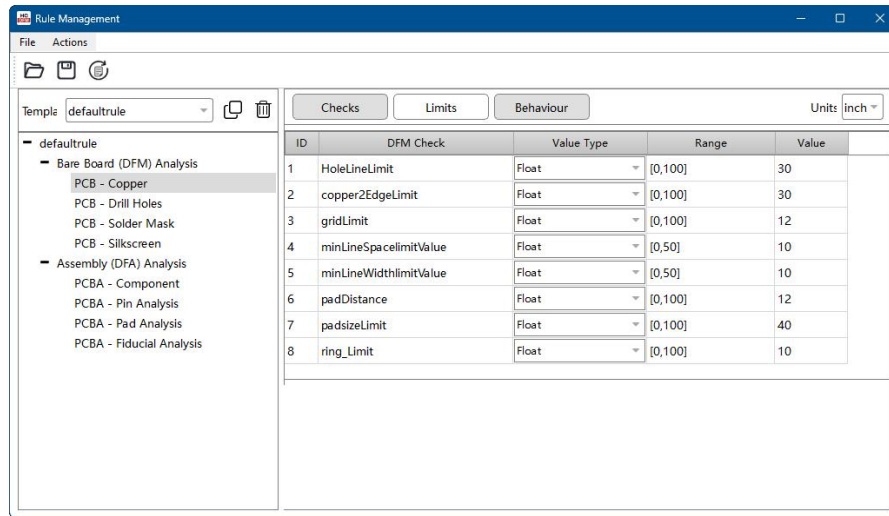 HQ DFM Rule Management
File Actions
Templa defaultrule
Checks Limits Behaviour Units inch
defaultrule
Bare Board (DFM) Analysis
PCB - Copper
PCB - Drill Holes
PCB - Solder Mask
PCB - Silkscreen
Assembly (DFA) Analysis
PCBA - Component
PCBA - Pin Analysis
PCBA - Pad Analysis
PCBA - Fiducial Analysis
ID DFM Check Value Type Range Value
1 HoleLineLimit Float [0,100] 30
2 copper2EdgeLimit Float [0,100] 30
3 gridLimit Float [0,100] 12
4 minLineSpacelimitValue Float [0,50] 10
5 minLineWidthlimitValue Float [0,50] 10
6 padDistance Float [0,100] 12
7 padsizeLimit Float [0,100] 40
8 ring_Limit Float [0,100] 10